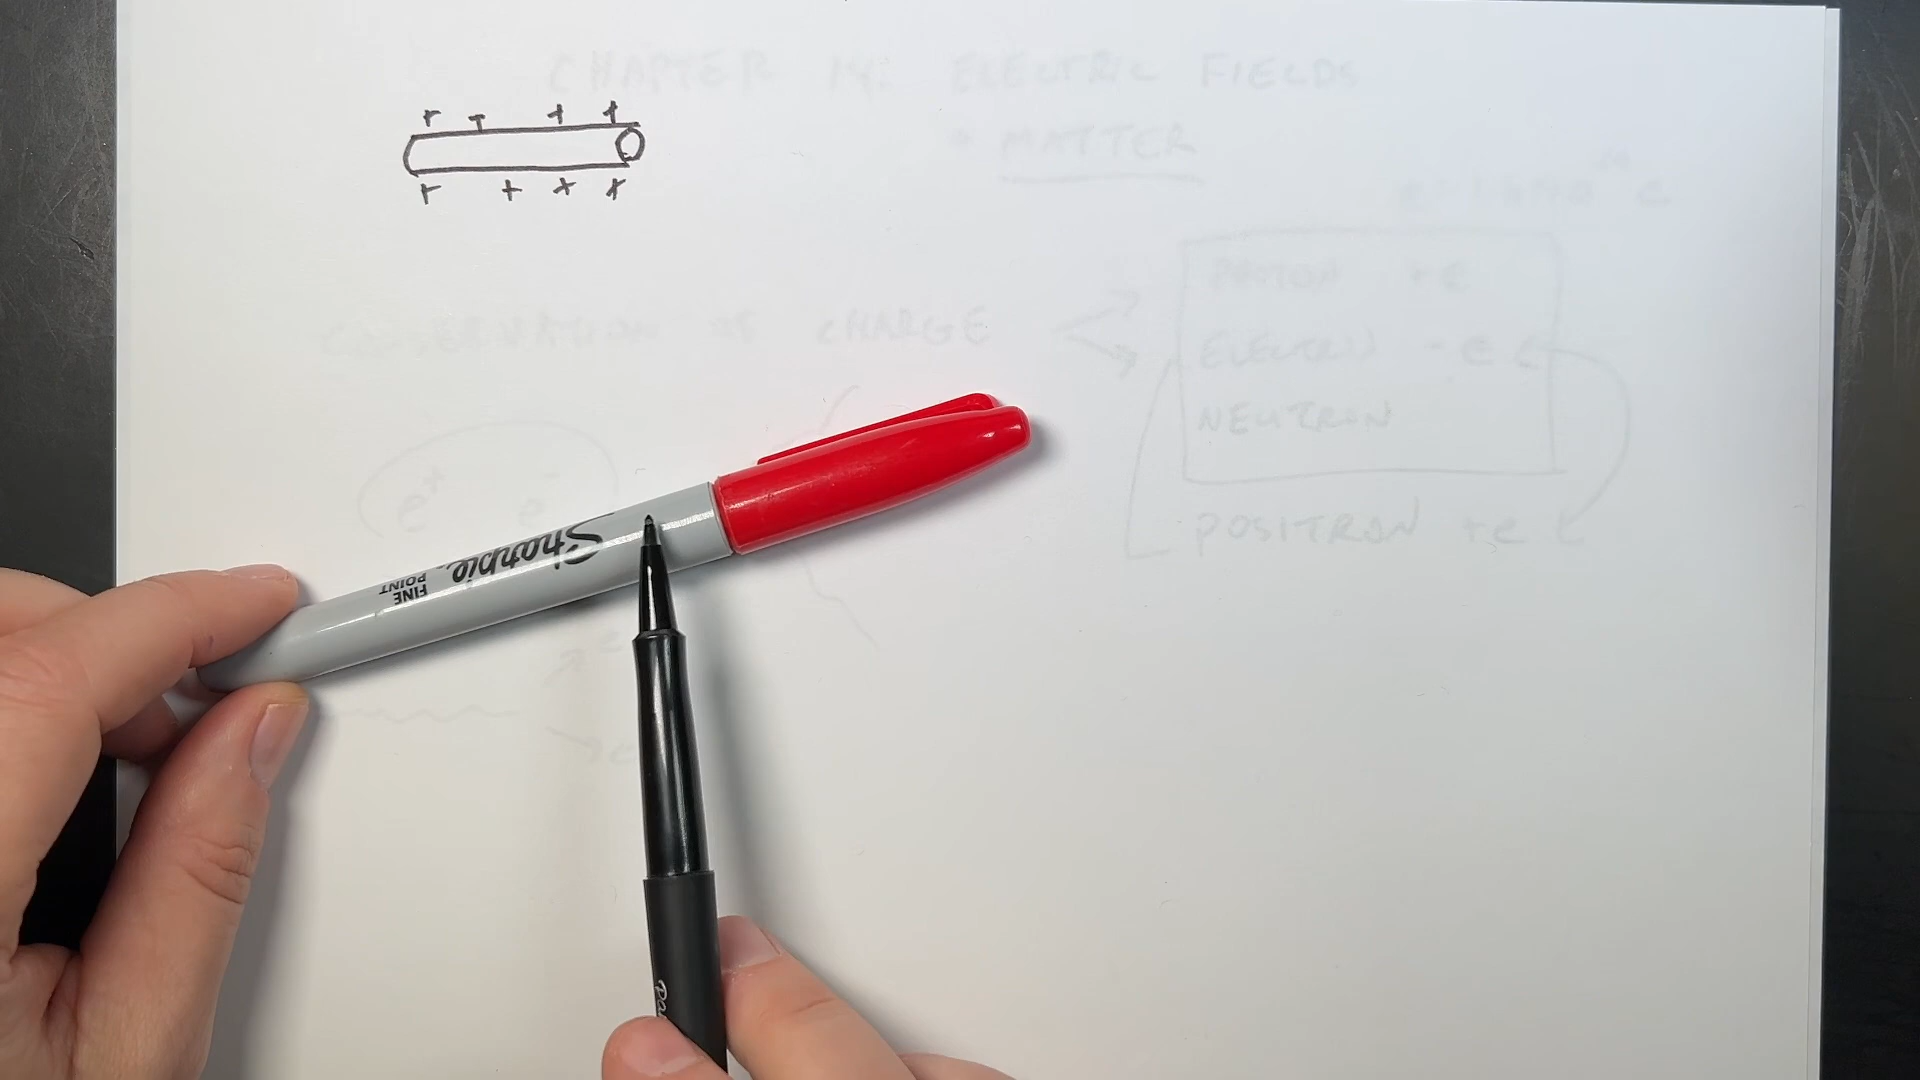 CHAPTER 14: ELECTRIC FIELDS
* MATTER
PROTON +e
CONSERVATION OF CHARGE
ELECTRON -e
NEUTRON
e+ e-
POSITRON +e
Sharpie
FINE
POINT
+ + + +
+ + + +